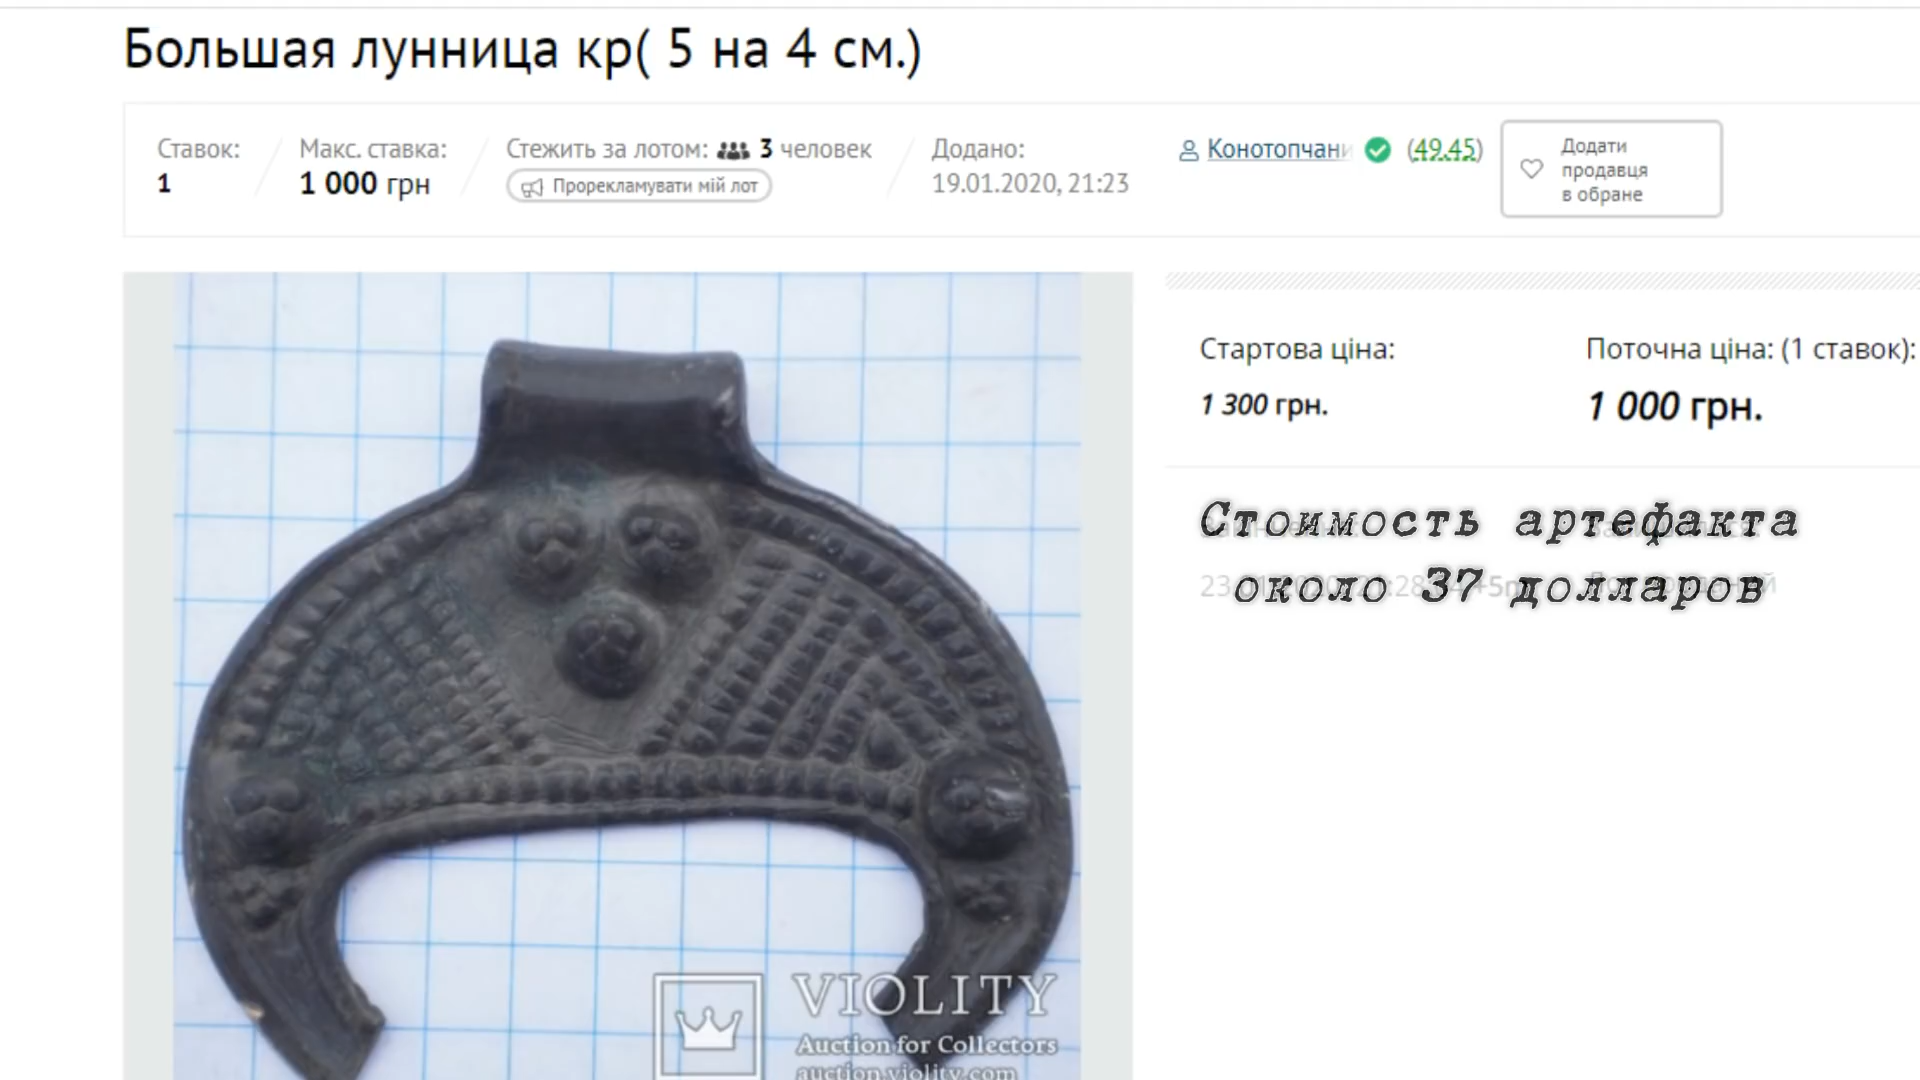 Большая лунница кр( 5 на 4 см.)
Ставок:
1
Макс. ставка:
1 000 грн
Стежить за лотом: 3 человек
Прорекламувати мій лот
Додано:
19.01.2020, 21:23
Конотопчани
(49.45)
Додати
продавця
в обране
Стартова ціна:
1 300 грн.
Поточна ціна: (1 ставок):
1 000 грн.
Стоимость артефакта
около 37 долларов
VIOLITY
Auction for Collectors
auction.violity.com